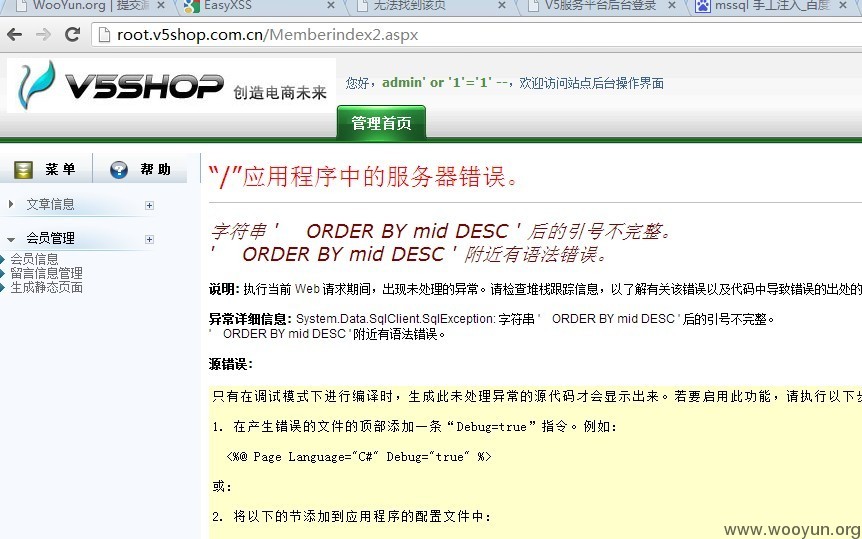 WooYun.org | 提交漏
EasyXSS
无法找到该页
V5服务平台后台登录
mssql 手工注入_百度
root.v5shop.com.cn/Memberindex2.aspx
V5SHOP 创造电商未来
您好，admin' or '1'='1' --，欢迎访问站点后台操作界面
管理首页
菜 单
帮 助
文章信息
会员管理
会员信息
留言信息管理
生成静态页面
“/”应用程序中的服务器错误。
字符串 '   ORDER BY mid DESC ' 后的引号不完整。
'   ORDER BY mid DESC ' 附近有语法错误。
说明: 执行当前 Web 请求期间，出现未处理的异常。请检查堆栈跟踪信息，以了解有关该错误以及代码中导致错误的出处的
异常详细信息: System.Data.SqlClient.SqlException: 字符串 '   ORDER BY mid DESC ' 后的引号不完整。
'   ORDER BY mid DESC ' 附近有语法错误。
源错误:
只有在调试模式下进行编译时，生成此未处理异常的源代码才会显示出来。若要启用此功能，请执行以下
1. 在产生错误的文件的顶部添加一条“Debug=true”指令。例如:
<%@ Page Language="C#" Debug="true" %>
或:
2. 将以下的节添加到应用程序的配置文件中:
www.wooyun.org